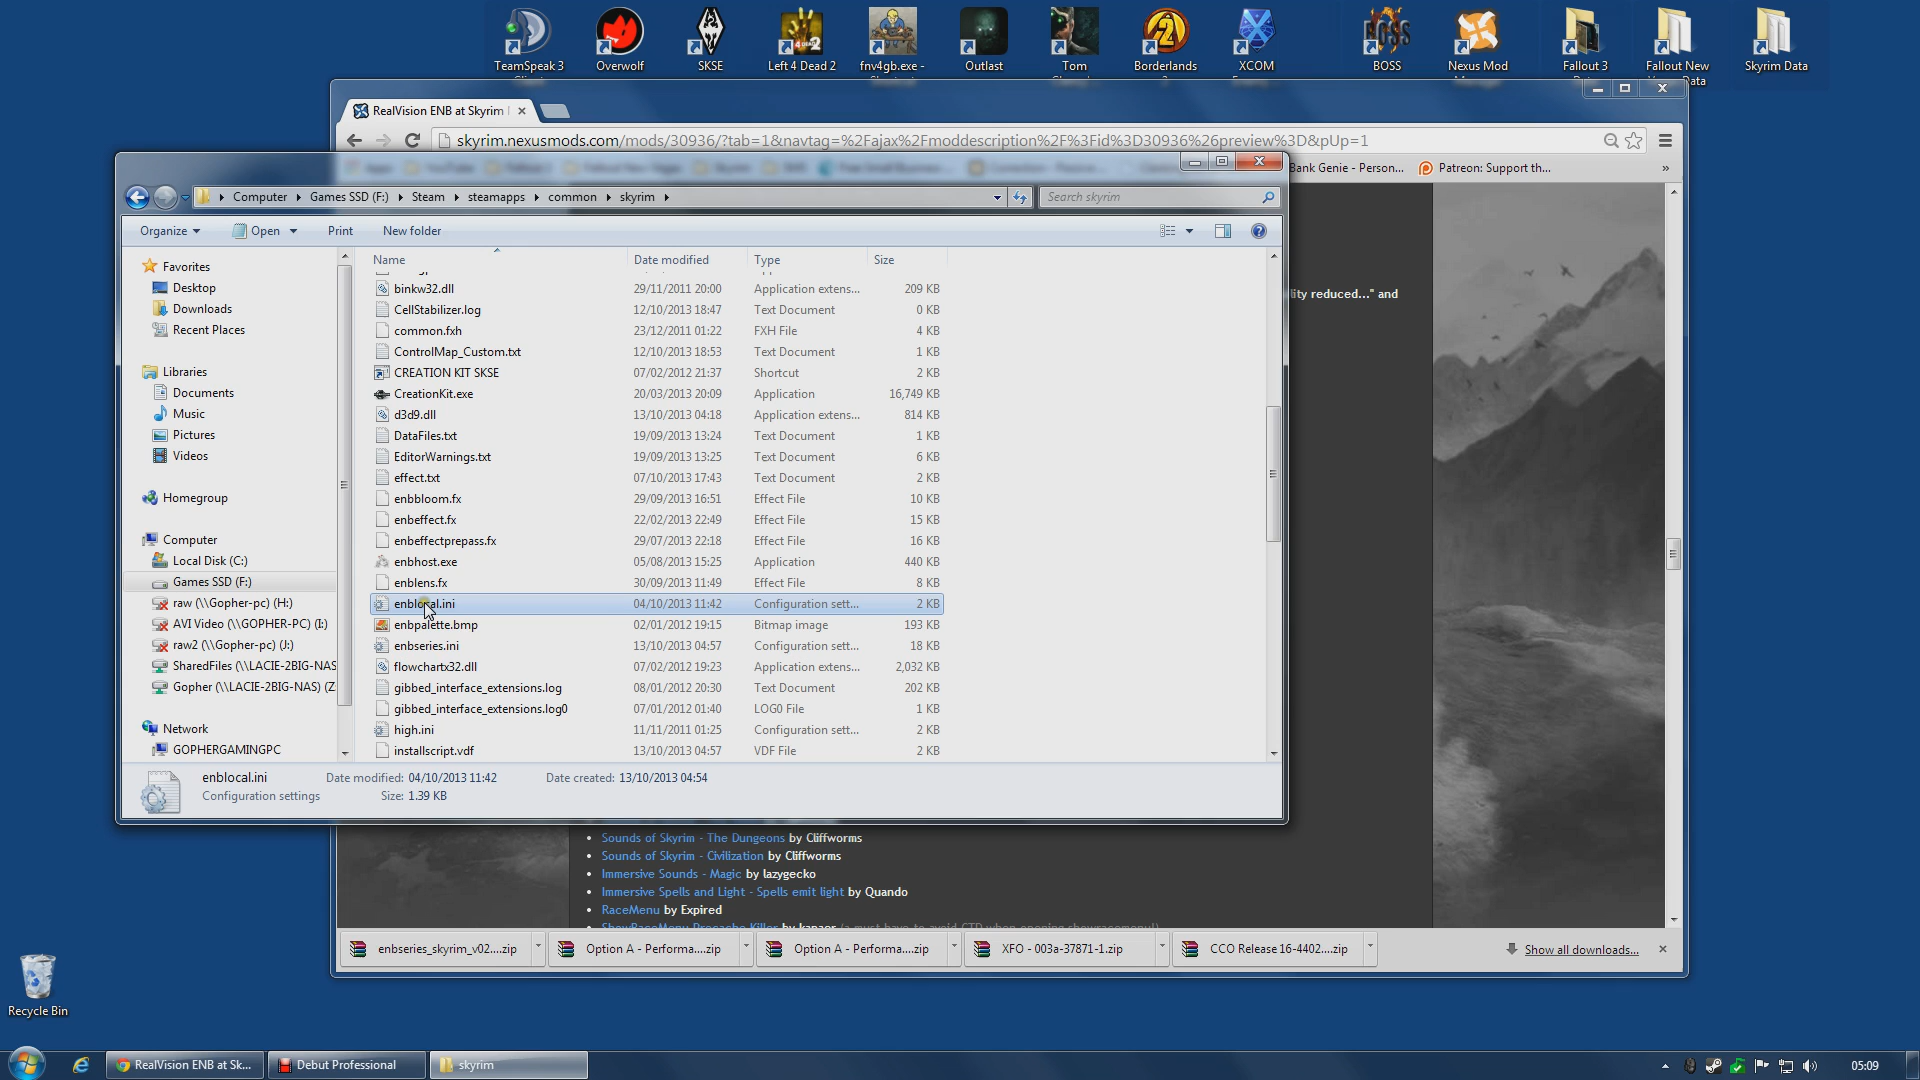 TeamSpeak 3
Overwolf
SKSE
Left 4 Dead 2
fnv4gb.exe -
Outlast
Tom
Borderlands
XCOM
BOSS
Nexus Mod
Fallout 3
Fallout New
Skyrim Data
RealVision ENB at Skyrim
skyrim.nexusmods.com/mods/30936/?tab=1&navtag=%2Fajax%2Fmoddescription%2F%3Fid%3D30936%26preview%3D&pUp=1
Bank Genie - Person...
Patreon: Support th...
Computer
Games SSD (F:)
Steam
steamapps
common
skyrim
Search skyrim
Organize
Open
Print
New folder
Name
Date modified
Type
Size
Favorites
Desktop
Downloads
Recent Places
Libraries
Documents
Music
Pictures
Videos
Homegroup
Computer
Local Disk (C:)
Games SSD (F:)
raw (\\Gopher-pc) (H:)
AVI Video (\\GOPHER-PC) (I:)
raw2 (\\Gopher-pc) (J:)
SharedFiles (\\LACIE-2BIG-NAS
Gopher (\\LACIE-2BIG-NAS) (Z
Network
GOPHERGAMINGPC
binkw32.dll 29/11/2011 20:00 Application extens... 209 KB
CellStabilizer.log 12/10/2013 18:47 Text Document 0 KB
common.fxh 23/12/2011 01:22 FXH File 4 KB
ControlMap_Custom.txt 12/10/2013 18:53 Text Document 1 KB
CREATION KIT SKSE 07/02/2012 21:37 Shortcut 2 KB
CreationKit.exe 20/03/2013 20:09 Application 16,749 KB
d3d9.dll 13/10/2013 04:18 Application extens... 814 KB
DataFiles.txt 19/09/2013 13:24 Text Document 1 KB
EditorWarnings.txt 19/09/2013 13:25 Text Document 6 KB
effect.txt 07/10/2013 17:43 Text Document 2 KB
enbbloom.fx 29/09/2013 16:51 Effect File 10 KB
enbeffect.fx 22/02/2013 22:49 Effect File 15 KB
enbeffectprepass.fx 29/07/2013 22:18 Effect File 16 KB
enbhost.exe 05/08/2013 15:25 Application 440 KB
enblens.fx 30/09/2013 11:49 Effect File 8 KB
enblocal.ini 04/10/2013 11:42 Configuration sett... 2 KB
enbpalette.bmp 02/01/2012 19:15 Bitmap image 193 KB
enbseries.ini 13/10/2013 04:57 Configuration sett... 18 KB
flowchartx32.dll 07/02/2012 19:23 Application extens... 2,032 KB
gibbed_interface_extensions.log 08/01/2012 20:30 Text Document 202 KB
gibbed_interface_extensions.log0 07/01/2012 01:40 LOG0 File 1 KB
high.ini 11/11/2011 01:25 Configuration sett... 2 KB
installscript.vdf 13/10/2013 04:57 VDF File 2 KB
lity reduced..." and
enblocal.ini Date modified: 04/10/2013 11:42 Date created: 13/10/2013 04:54
Configuration settings Size: 1.39 KB
Sounds of Skyrim - The Dungeons by Cliffworms
Sounds of Skyrim - Civilization by Cliffworms
Immersive Sounds - Magic by lazygecko
Immersive Spells and Light - Spells emit light by Quando
RaceMenu by Expired
enbseries_skyrim_v02....zip
Option A - Performa....zip
Option A - Performa....zip
XFO - 003a-37871-1.zip
CCO Release 16-4402....zip
Show all downloads...
Recycle Bin
RealVision ENB at Sk...
Debut Professional
skyrim
05:09